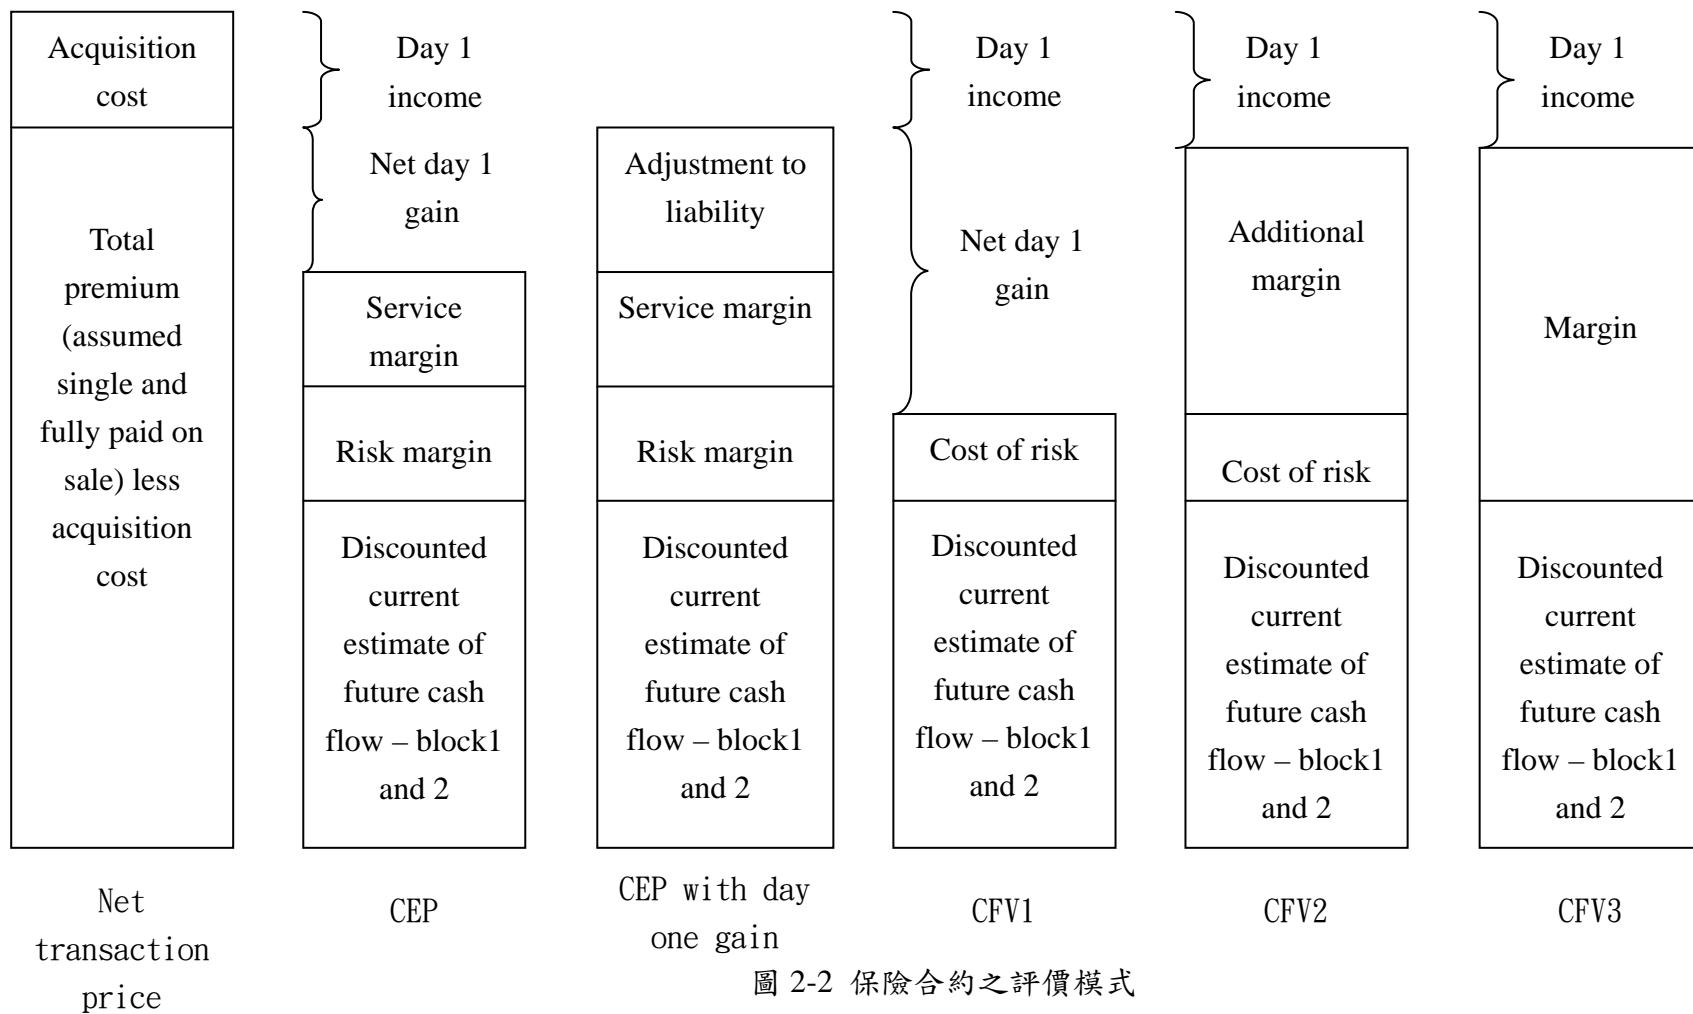 Acquisition
cost
Total
premium
(assumed
single and
fully paid on
sale) less
acquisition
cost
Net
transaction
price
Day 1
income
Net day 1
gain
Service
margin
Risk margin
Discounted
current
estimate of
future cash
flow – block1
and 2
CEP
Adjustment to
liability
Service margin
Risk margin
Discounted
current
estimate of
future cash
flow – block1
and 2
CEP with day
one gain
Day 1
income
Net day 1
gain
Cost of risk
Discounted
current
estimate of
future cash
flow – block1
and 2
CFV1
Day 1
income
Additional
margin
Cost of risk
Discounted
current
estimate of
future cash
flow – block1
and 2
CFV2
Day 1
income
Margin
Discounted
current
estimate of
future cash
flow – block1
and 2
CFV3
圖 2-2 保險合約之評價模式